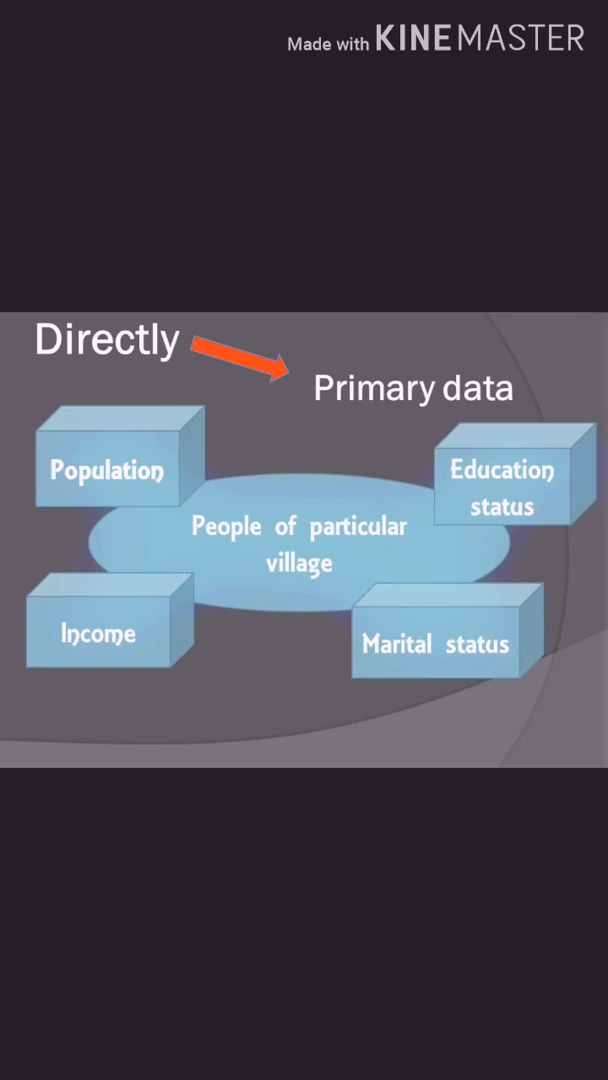 Made with KINEMASTER
Directly
Primary data
Population
Education
status
People of particular
village
Income
Marital status